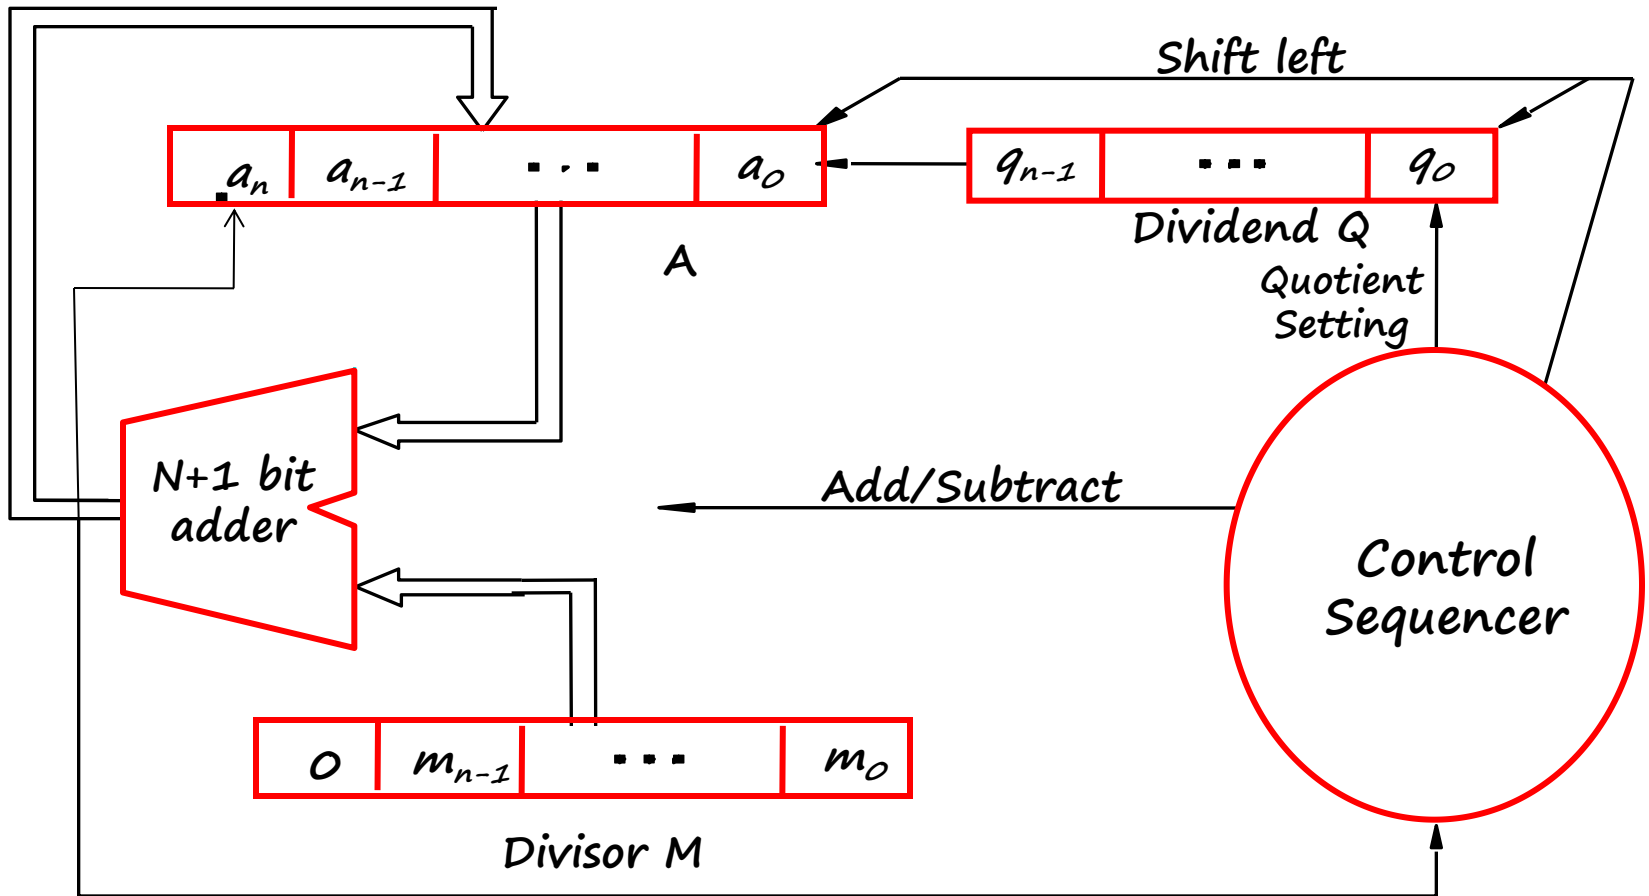 Shift left
aₙ aₙ₋₁ ... a₀
qₙ₋₁ ... q₀
Dividend Q
A
Quotient
Setting
N+1 bit
adder
Add/Subtract
Control
Sequencer
0 mₙ₋₁ ... m₀
Divisor M